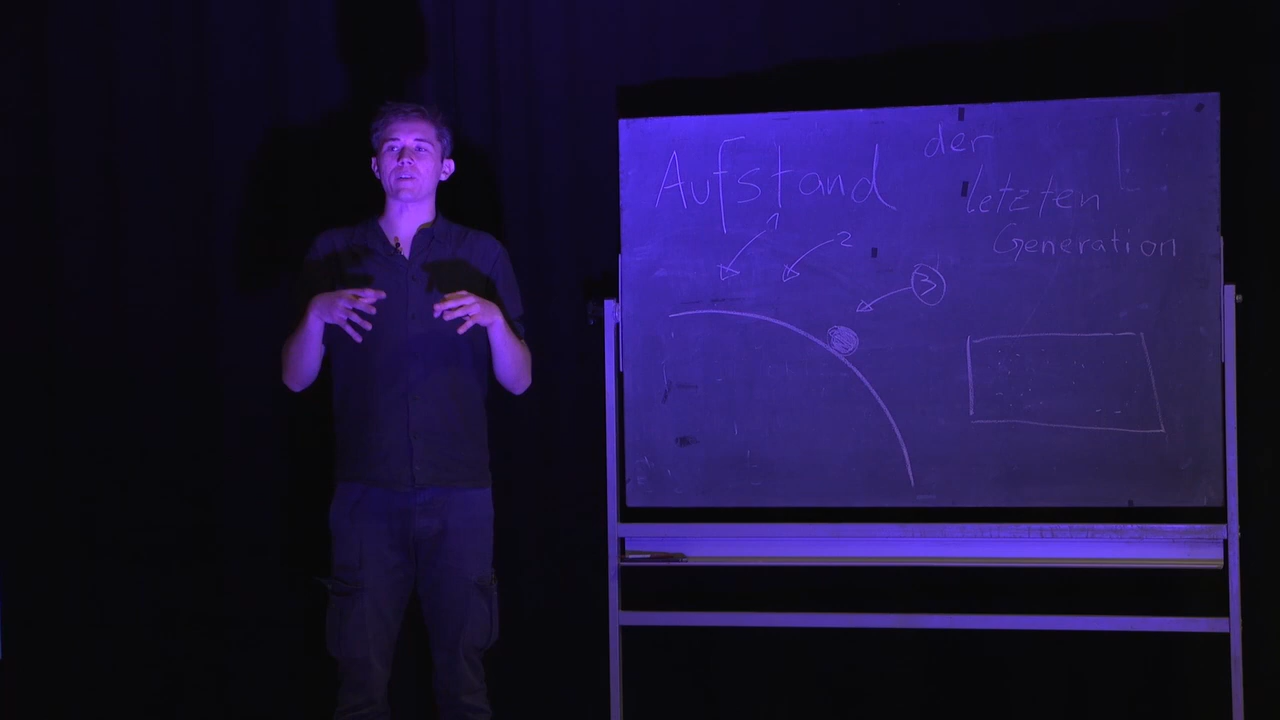 Aufstand der
letzten
Generation
1
2
3